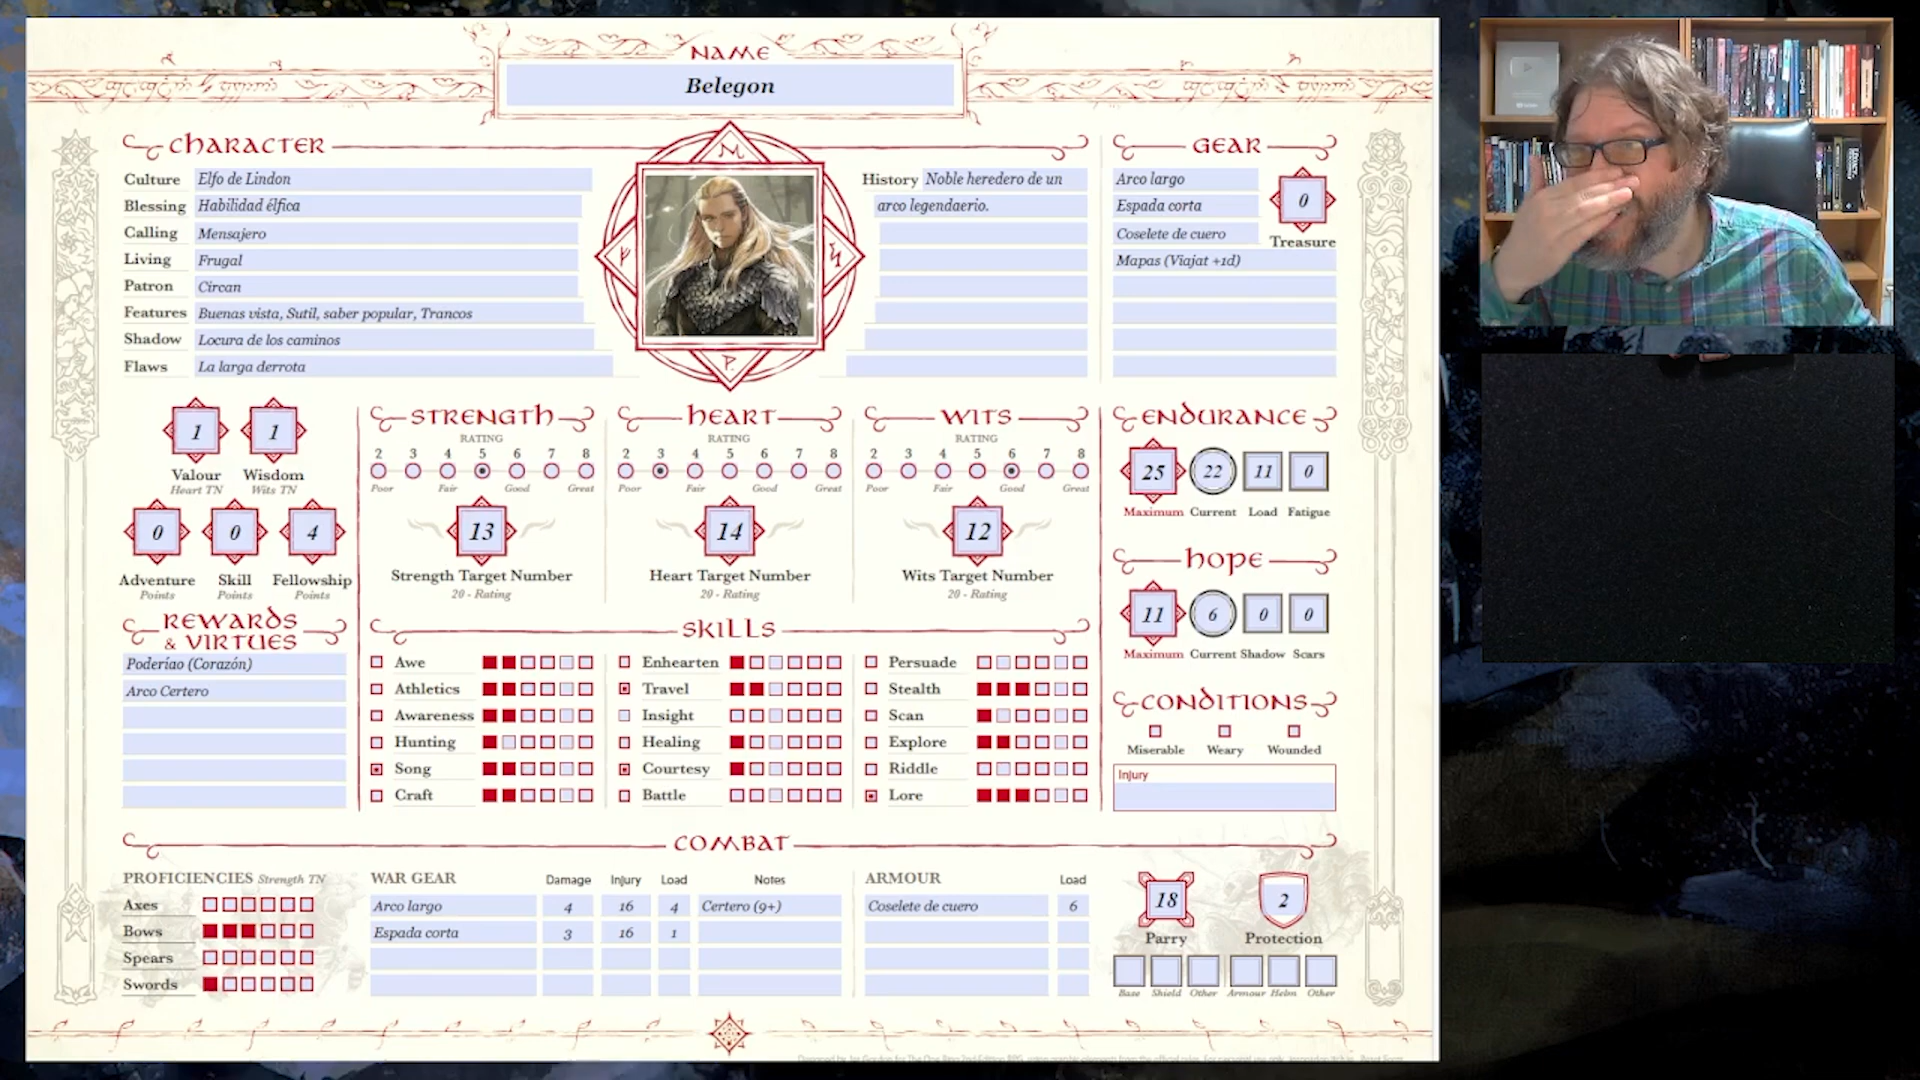 NAME
Belegon
CHARACTER
Culture Elfo de Lindon
Blessing Habilidad élfica
Calling Mensajero
Living Frugal
Patron Circan
Features Buenas vista, Sutil, saber popular, Trancos
Shadow Locura de los caminos
Flaws La larga derrota
History Noble heredero de un
arco legendaerio.
GEAR
Arco largo
Espada corta
Coselete de cuero
Mapas (Viajat +1d)
0
Treasure
1 1
Valour Wisdom
Heart TN Wits TN
0 0 4
Adventure Skill Fellowship
Points Points Points
STRENGTH
RATING
2 3 4 5 6 7 8
Poor Fair Good Great
13
Strength Target Number
20 - Rating
HEART
RATING
2 3 4 5 6 7 8
Poor Fair Good Great
14
Heart Target Number
20 - Rating
WITS
RATING
2 3 4 5 6 7 8
Poor Fair Good Great
12
Wits Target Number
20 - Rating
ENDURANCE
25 22 11 0
Maximum Current Load Fatigue
HOPE
11 6 0 0
Maximum Current Shadow Scars
CONDITIONS
Miserable Weary Wounded
Injury
REWARDS
& VIRTUES
Poderíao (Corazón)
Arco Certero
SKILLS
Awe Enhearten Persuade
Athletics Travel Stealth
Awareness Insight Scan
Hunting Healing Explore
Song Courtesy Riddle
Craft Battle Lore
COMBAT
PROFICIENCIES Strength TN
Axes
Bows
Spears
Swords
WAR GEAR Damage Injury Load Notes
Arco largo 4 16 4 Certero (9+)
Espada corta 3 16 1
ARMOUR Load
Coselete de cuero 6
18 2
Parry Protection
Base Shield Other Armour Helm Other